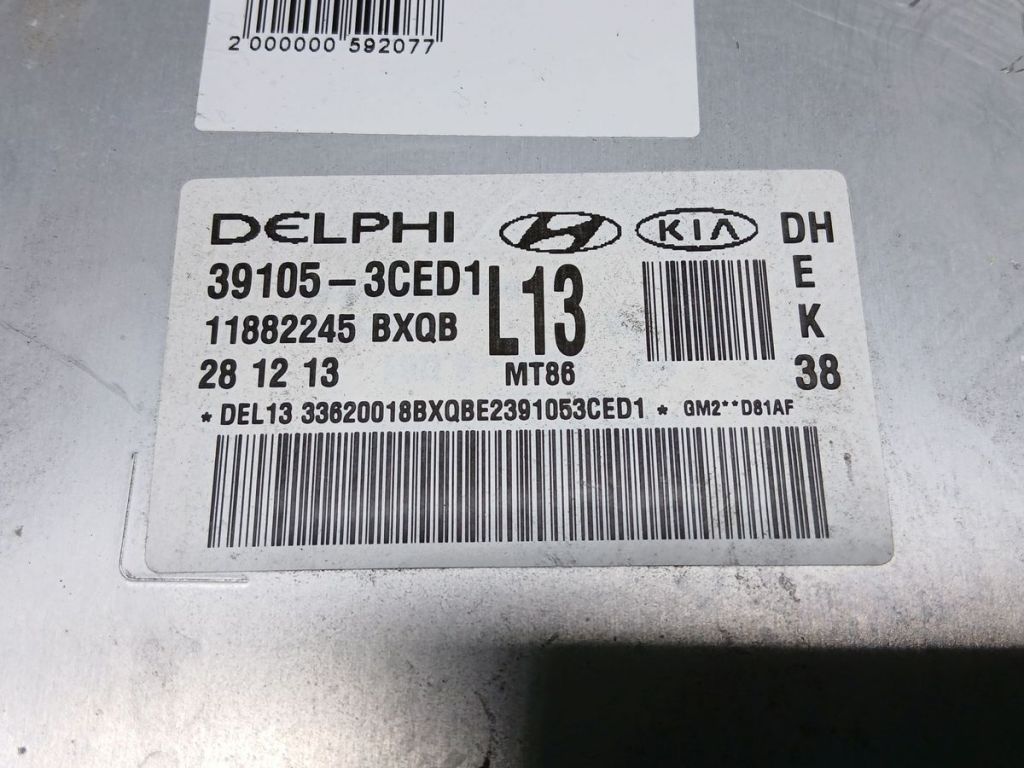 2 000000 592077
DELPHI KIA DH
39105-3CED1 L13 E
11882245 BXQB K
28 12 13 MT86 38
* DEL13 33620018BXQBE2391053CED1 * GM2**D81AF